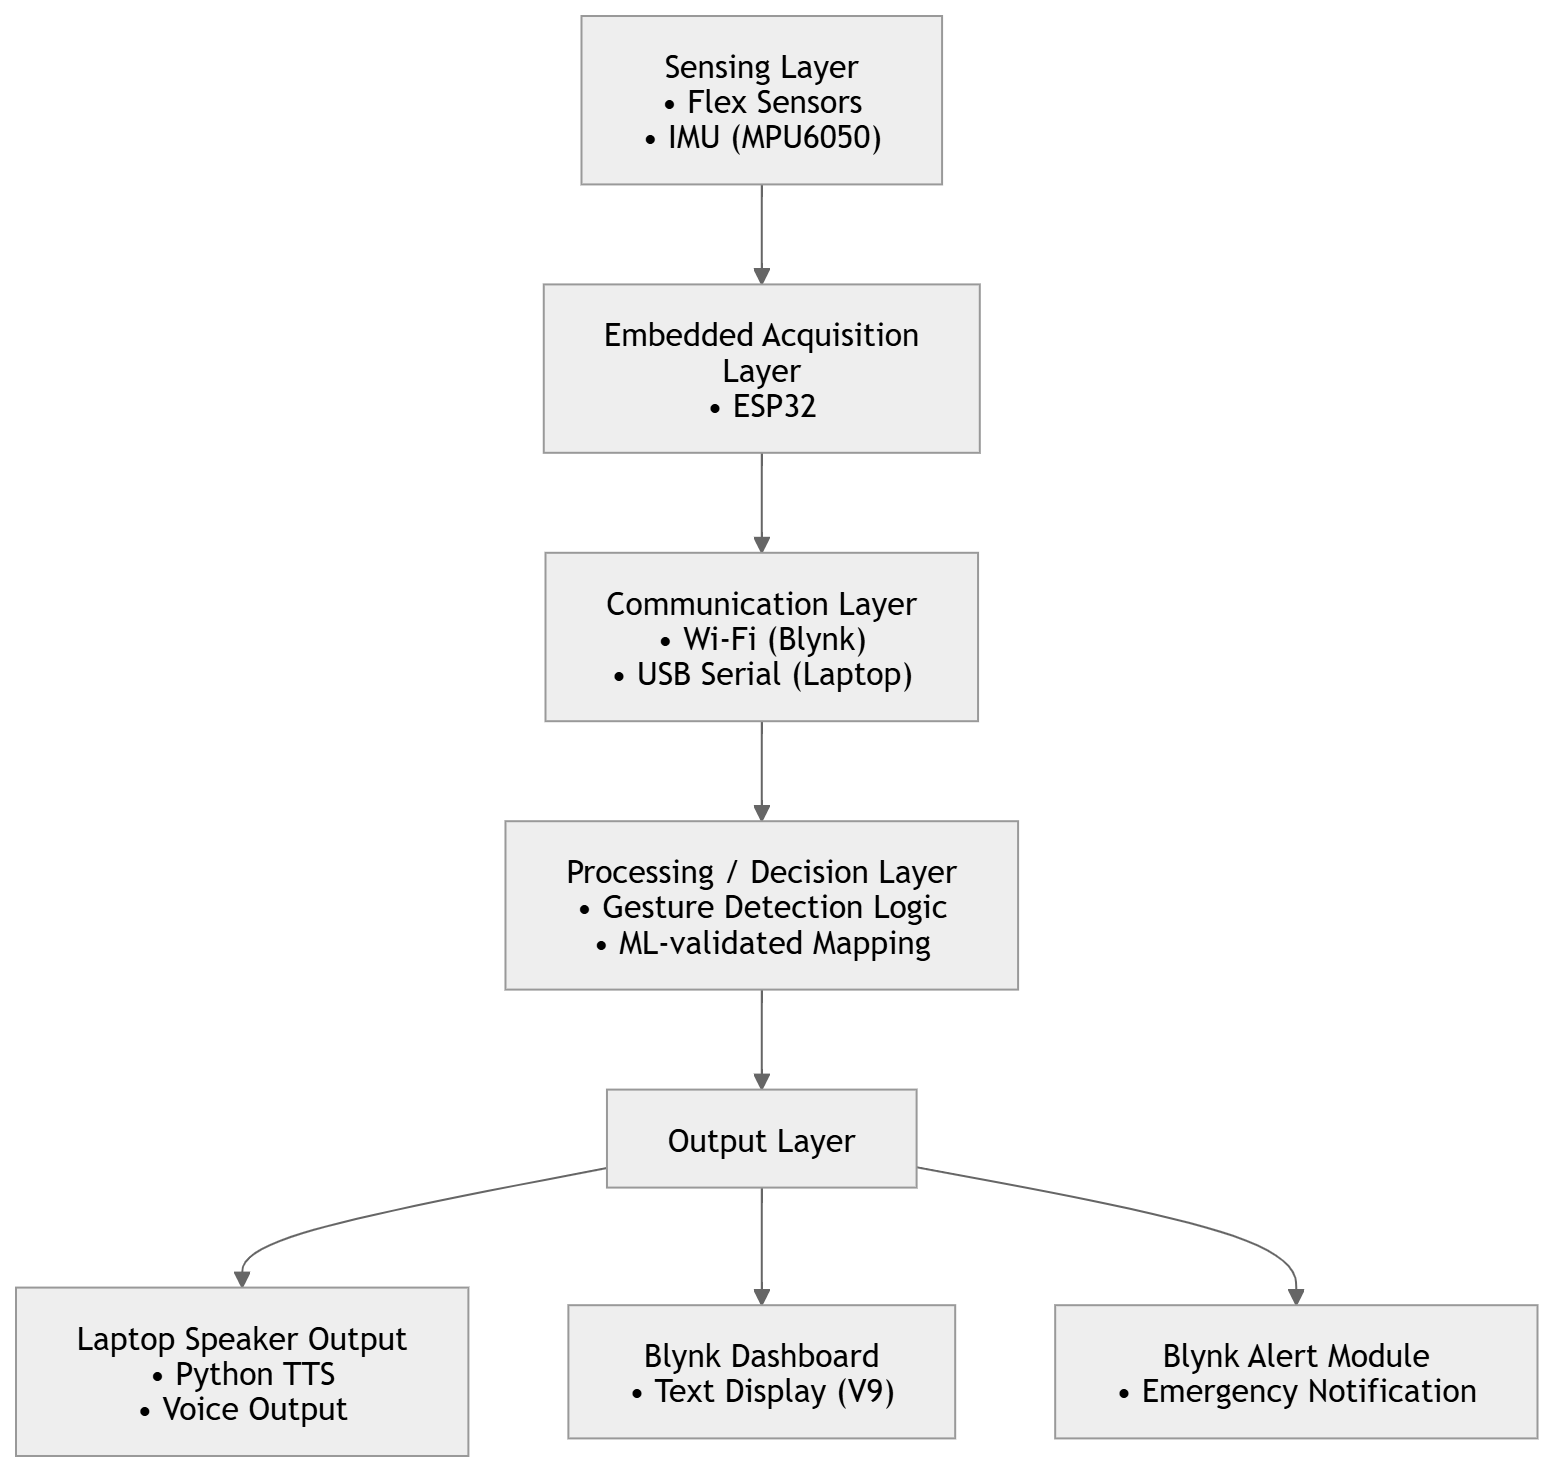 Sensing Layer
• Flex Sensors
• IMU (MPU6050)
Embedded Acquisition
Layer
• ESP32
Communication Layer
• Wi-Fi (Blynk)
• USB Serial (Laptop)
Processing / Decision Layer
• Gesture Detection Logic
• ML-validated Mapping
Output Layer
Laptop Speaker Output
• Python TTS
• Voice Output
Blynk Dashboard
• Text Display (V9)
Blynk Alert Module
• Emergency Notification